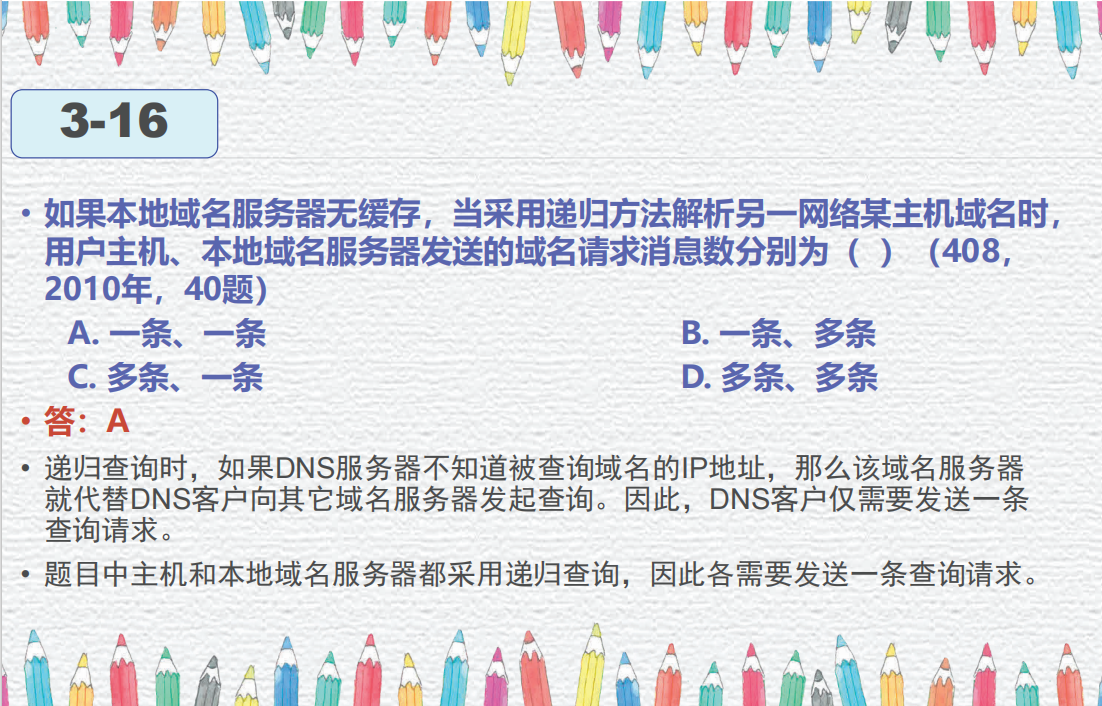 3-16
• 如果本地域名服务器无缓存，当采用递归方法解析另一网络某主机域名时，
用户主机、本地域名服务器发送的域名请求消息数分别为（ ）（408，
2010年，40题）
A. 一条、一条 B. 一条、多条
C. 多条、一条 D. 多条、多条
• 答：A
• 递归查询时，如果DNS服务器不知道被查询域名的IP地址，那么该域名服务器
就代替DNS客户向其它域名服务器发起查询。因此，DNS客户仅需要发送一条
查询请求。
• 题目中主机和本地域名服务器都采用递归查询，因此各需要发送一条查询请求。